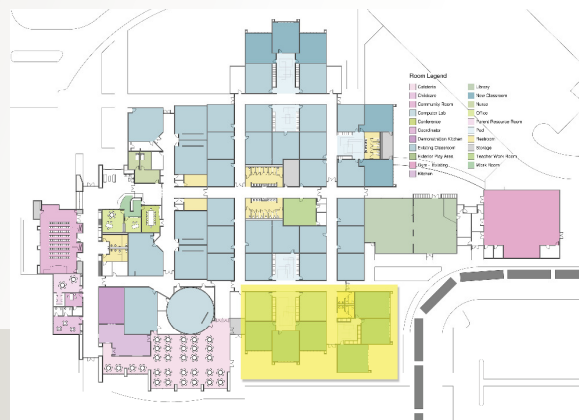 Room Legend
Cafeteria
Childcare
Community Room
Computer Lab
Conference
Coordinator
Demonstration Kitchen
Existing Classroom
Exterior Play Area
Gym - Existing
Kitchen
Library
New Classroom
Nurse
Office
Parent Resource Room
Pod
Restroom
Storage
Teacher Work Room
Work Room